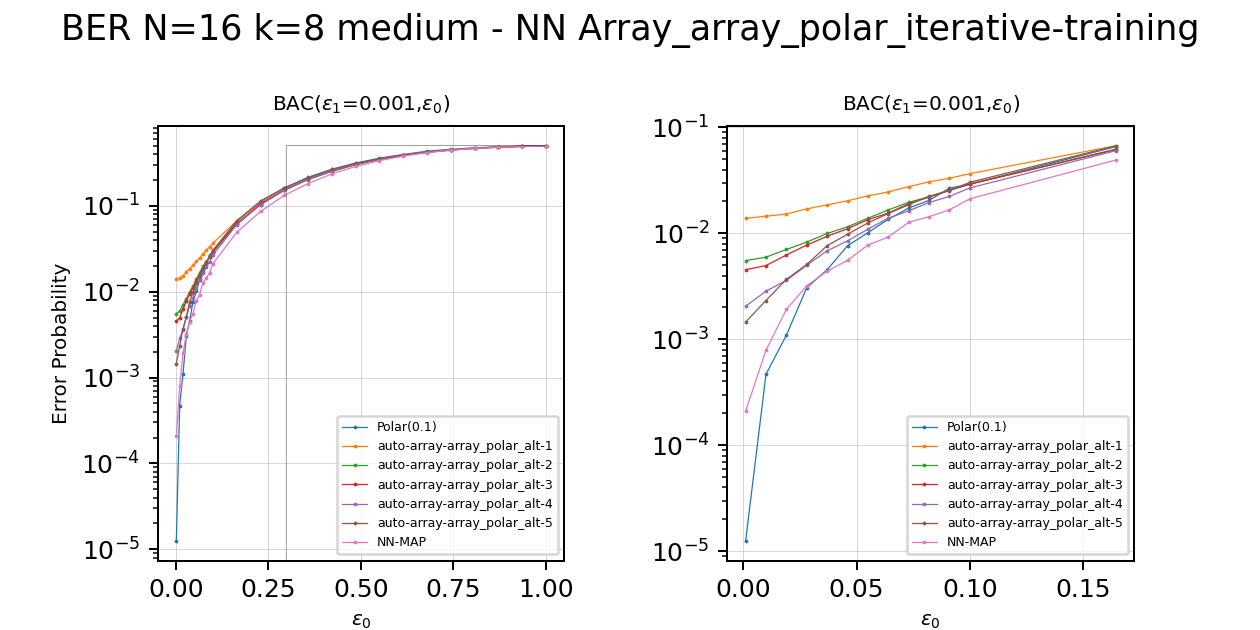 BER N=16 k=8 medium - NN Array_array_polar_iterative-training
BAC(ε₁=0.001,ε₀)
Error Probability
10⁻¹
10⁻²
10⁻³
10⁻⁴
10⁻⁵
0.00 0.25 0.50 0.75 1.00
ε₀
Polar(0.1)
auto-array-array_polar_alt-1
auto-array-array_polar_alt-2
auto-array-array_polar_alt-3
auto-array-array_polar_alt-4
auto-array-array_polar_alt-5
NN-MAP
BAC(ε₁=0.001,ε₀)
10⁻¹
10⁻²
10⁻³
10⁻⁴
10⁻⁵
0.00 0.05 0.10 0.15
ε₀
Polar(0.1)
auto-array-array_polar_alt-1
auto-array-array_polar_alt-2
auto-array-array_polar_alt-3
auto-array-array_polar_alt-4
auto-array-array_polar_alt-5
NN-MAP